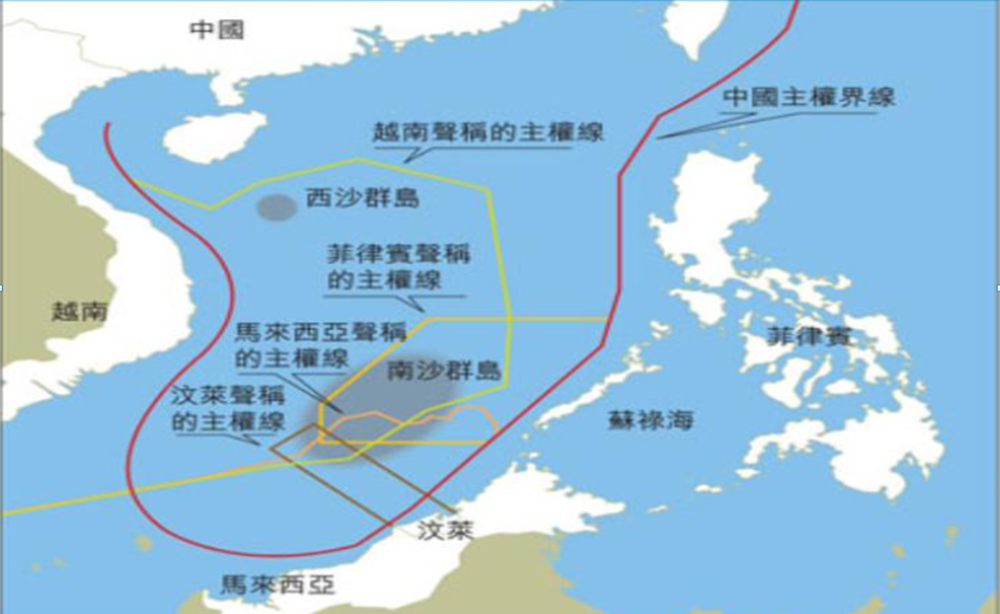 中國
中國主權界線
越南聲稱的主權線
西沙群島
菲律賓聲稱
的主權線
越南
馬來西亞聲稱
的主權線
菲律賓
南沙群島
汶萊聲稱
的主權線
蘇祿海
汶萊
馬來西亞